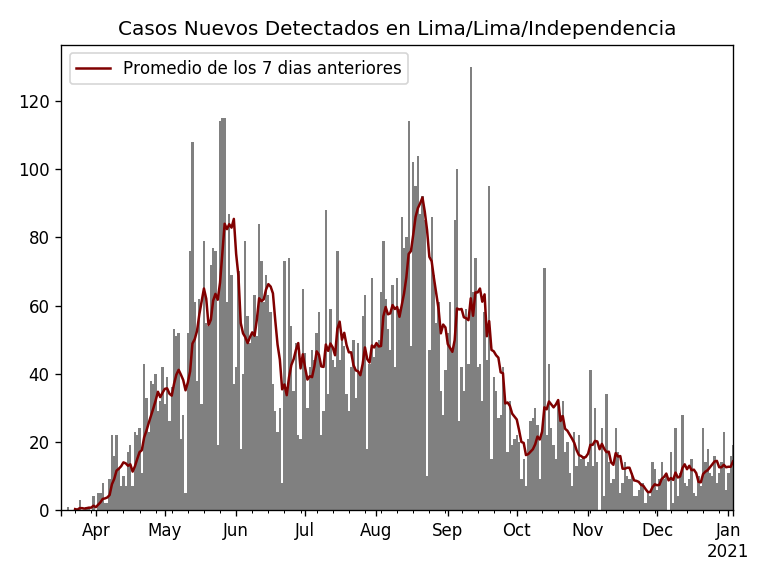 Casos Nuevos Detectados en Lima/Lima/Independencia
Promedio de los 7 dias anteriores
120
100
80
60
40
20
0
Apr May Jun Jul Aug Sep Oct Nov Dec Jan
2021